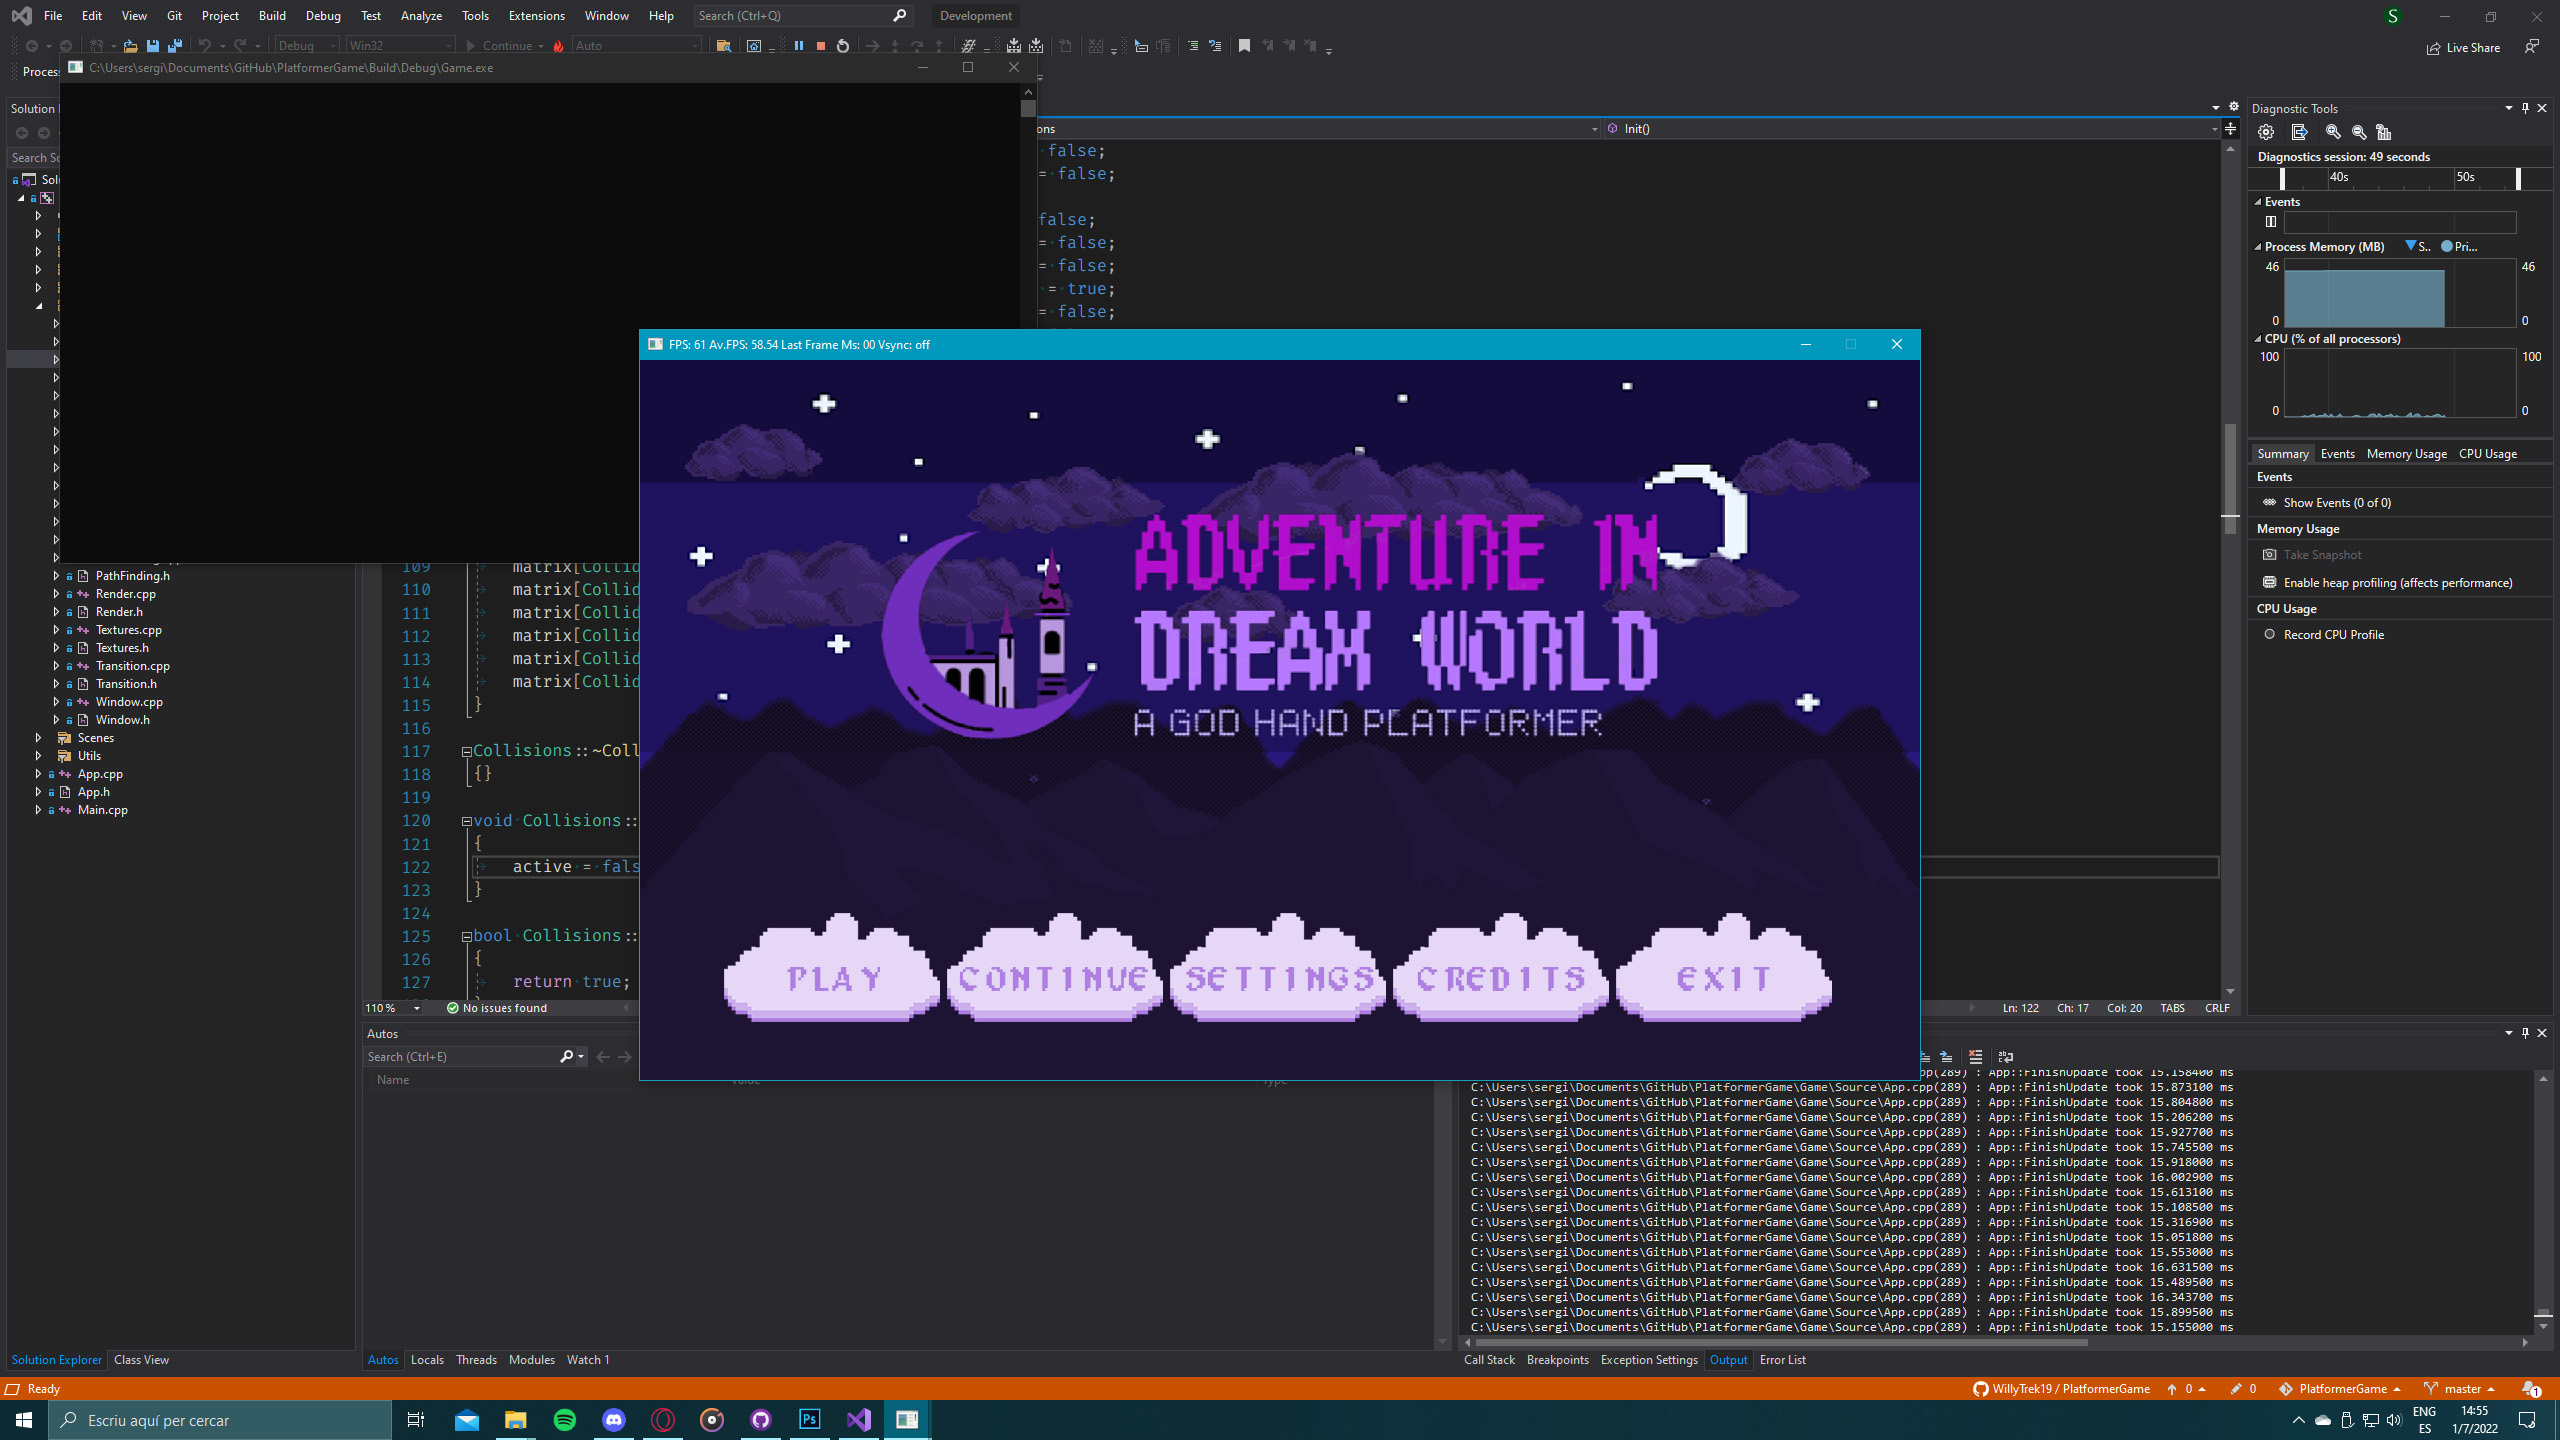 File Edit View Git Project Build Debug Test Analyze Tools Extensions Window Help Search (Ctrl+Q) Development
S
Debug Win32 Continue Auto
Live Share
C:\Users\sergi\Documents\GitHub\PlatformerGame\Build\Debug\Game.exe
Init()
false;
= false;
false;
= false;
= false;
= true;
= false;
FPS: 61 Av.FPS: 58.54 Last Frame Ms: 00 Vsync: off
ADVENTURE IN
DREAM WORLD
A GOD HAND PLATFORMER
PLAY
CONTINUE
SETTINGS
CREDITS
EXIT
PathFinding.h
Render.cpp
Render.h
Textures.cpp
Textures.h
Transition.cpp
Transition.h
Window.cpp
Window.h
Scenes
Utils
App.cpp
App.h
Main.cpp
Solution Explorer Class View
109 matrix[Collid
110 matrix[Collid
111 matrix[Collid
112 matrix[Collid
113 matrix[Collid
114 matrix[Collid
115 }
116
117 Collisions::~Coll
118 {}
119
120 void Collisions::
121 {
122 active = fals
123 }
124
125 bool Collisions::
126 {
127 return true;
110 % No issues found
Ln: 122 Ch: 17 Col: 20 TABS CRLF
Autos
Search (Ctrl+E)
Name
Autos Locals Threads Modules Watch 1
Diagnostic Tools
Diagnostics session: 49 seconds
40s 50s
Events
Process Memory (MB) S.. Pri...
46 46
0 0
CPU (% of all processors)
100 100
0 0
Summary Events Memory Usage CPU Usage
Events
Show Events (0 of 0)
Memory Usage
Take Snapshot
Enable heap profiling (affects performance)
CPU Usage
Record CPU Profile
pp(289) : App::FinishUpdate took 15.158400 ms
C:\Users\sergi\Documents\GitHub\PlatformerGame\Game\Source\App.cpp(289) : App::FinishUpdate took 15.873100 ms
C:\Users\sergi\Documents\GitHub\PlatformerGame\Game\Source\App.cpp(289) : App::FinishUpdate took 15.804800 ms
C:\Users\sergi\Documents\GitHub\PlatformerGame\Game\Source\App.cpp(289) : App::FinishUpdate took 15.206200 ms
C:\Users\sergi\Documents\GitHub\PlatformerGame\Game\Source\App.cpp(289) : App::FinishUpdate took 15.927700 ms
C:\Users\sergi\Documents\GitHub\PlatformerGame\Game\Source\App.cpp(289) : App::FinishUpdate took 15.745500 ms
C:\Users\sergi\Documents\GitHub\PlatformerGame\Game\Source\App.cpp(289) : App::FinishUpdate took 15.918000 ms
C:\Users\sergi\Documents\GitHub\PlatformerGame\Game\Source\App.cpp(289) : App::FinishUpdate took 16.002900 ms
C:\Users\sergi\Documents\GitHub\PlatformerGame\Game\Source\App.cpp(289) : App::FinishUpdate took 15.613100 ms
C:\Users\sergi\Documents\GitHub\PlatformerGame\Game\Source\App.cpp(289) : App::FinishUpdate took 15.108500 ms
C:\Users\sergi\Documents\GitHub\PlatformerGame\Game\Source\App.cpp(289) : App::FinishUpdate took 15.316900 ms
C:\Users\sergi\Documents\GitHub\PlatformerGame\Game\Source\App.cpp(289) : App::FinishUpdate took 15.051800 ms
C:\Users\sergi\Documents\GitHub\PlatformerGame\Game\Source\App.cpp(289) : App::FinishUpdate took 15.553000 ms
C:\Users\sergi\Documents\GitHub\PlatformerGame\Game\Source\App.cpp(289) : App::FinishUpdate took 16.631500 ms
C:\Users\sergi\Documents\GitHub\PlatformerGame\Game\Source\App.cpp(289) : App::FinishUpdate took 15.489500 ms
C:\Users\sergi\Documents\GitHub\PlatformerGame\Game\Source\App.cpp(289) : App::FinishUpdate took 16.343700 ms
C:\Users\sergi\Documents\GitHub\PlatformerGame\Game\Source\App.cpp(289) : App::FinishUpdate took 15.899500 ms
C:\Users\sergi\Documents\GitHub\PlatformerGame\Game\Source\App.cpp(289) : App::FinishUpdate took 15.155000 ms
Call Stack Breakpoints Exception Settings Output Error List
Ready
WillyTrek19 / PlatformerGame 0 0 PlatformerGame master 1
Escriu aquí per cercar
Ps
ENG
ES
14:55
1/7/2022